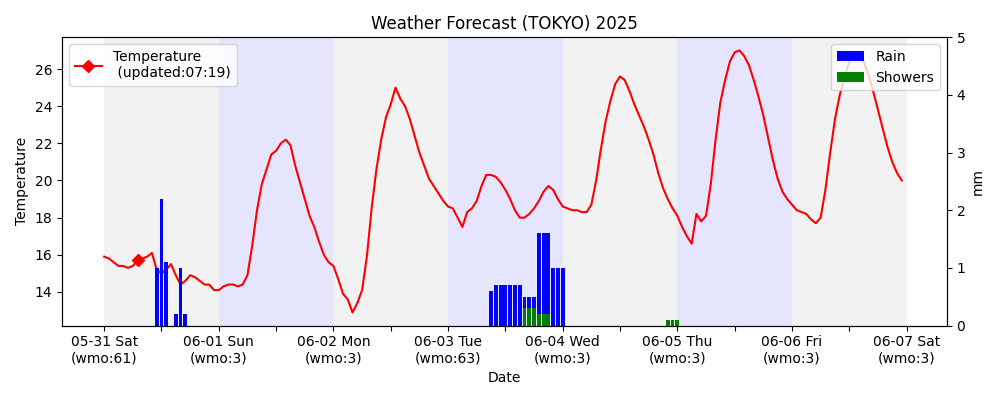 Weather Forecast (TOKYO) 2025
Temperature
(updated:07:19)
Rain
Showers
Temperature
26
24
22
20
18
16
14
5
4
3
2
1
0
mm
05-31 Sat
(wmo:61)
06-01 Sun
(wmo:3)
06-02 Mon
(wmo:3)
06-03 Tue
(wmo:63)
06-04 Wed
(wmo:3)
06-05 Thu
(wmo:3)
06-06 Fri
(wmo:3)
06-07 Sat
(wmo:3)
Date